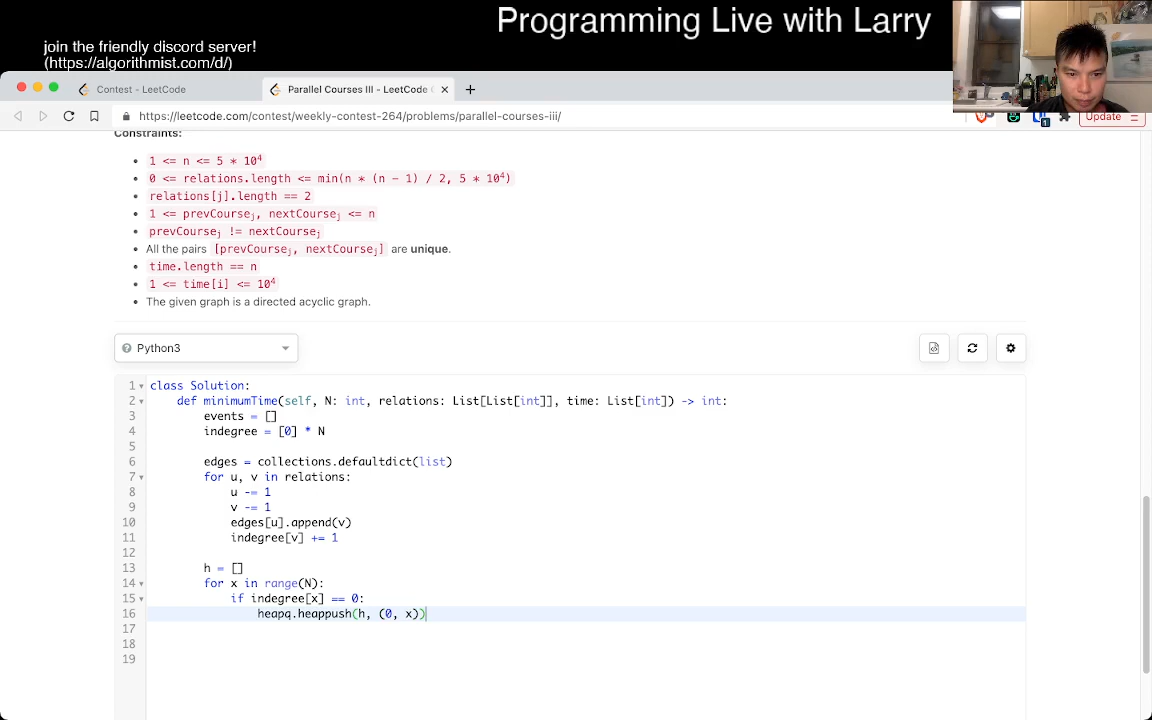 Programming Live with Larry
join the friendly discord server!
(https://algorithmist.com/d/)
Contest - LeetCode
Parallel Courses III - LeetCode
https://leetcode.com/contest/weekly-contest-264/problems/parallel-courses-iii/
Update
Constraints:
1 <= n <= 5 * 10⁴
0 <= relations.length <= min(n * (n - 1) / 2, 5 * 10⁴)
relations[j].length == 2
1 <= prevCoursej, nextCoursej <= n
prevCoursej != nextCoursej
All the pairs [prevCoursej, nextCoursej] are unique.
time.length == n
1 <= time[i] <= 10⁴
The given graph is a directed acyclic graph.
Python3
1 class Solution:
2 def minimumTime(self, N: int, relations: List[List[int]], time: List[int]) -> int:
3 events = []
4 indegree = [0] * N
5
6 edges = collections.defaultdict(list)
7 for u, v in relations:
8 u -= 1
9 v -= 1
10 edges[u].append(v)
11 indegree[v] += 1
12
13 h = []
14 for x in range(N):
15 if indegree[x] == 0:
16 heapq.heappush(h, (0, x))
17
18
19